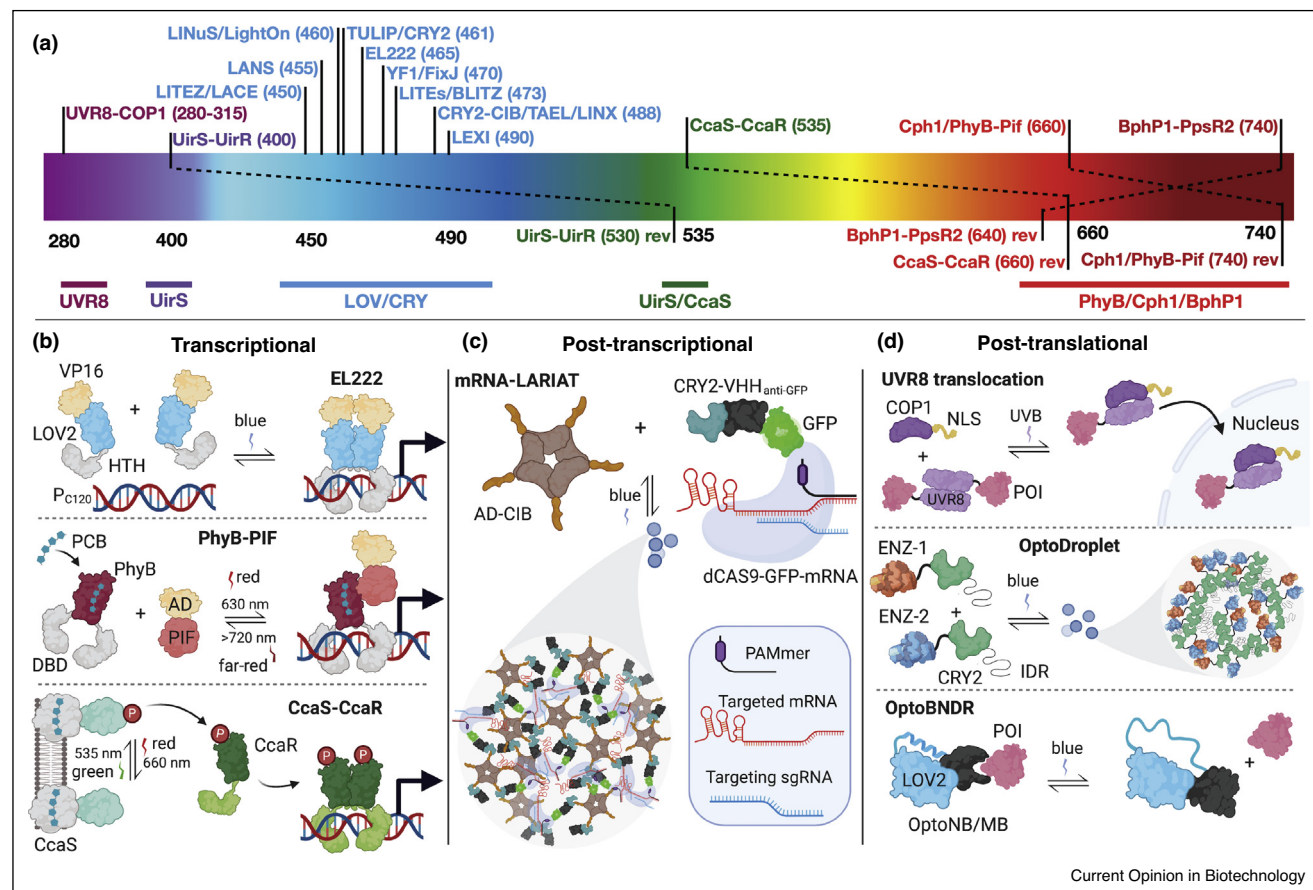 (a)
LINuS/LightOn (460)
TULIP/CRY2 (461)
EL222 (465)
LANS (455)
YF1/FixJ (470)
LITEZ/LACE (450)
LITEs/BLITZ (473)
UVR8-COP1 (280-315)
CRY2-CIB/TAEL/LINX (488)
UirS-UirR (400)
LEXI (490)
CcaS-CcaR (535)
Cph1/PhyB-Pif (660)
BphP1-PpsR2 (740)
280
400
450
490
UirS-UirR (530) rev
535
BphP1-PpsR2 (640) rev
660
740
CcaS-CcaR (660) rev
Cph1/PhyB-Pif (740) rev
UVR8
UirS
LOV/CRY
UirS/CcaS
PhyB/Cph1/BphP1
(b)
Transcriptional
VP16
EL222
+
LOV2
blue
HTH
PC120
PCB
PhyB-PIF
PhyB
red
AD
630 nm
+
PIF
>720 nm
far-red
DBD
P
CcaS-CcaR
P
535 nm
red
CcaR
P
P
green
660 nm
CcaS
(c)
Post-transcriptional
mRNA-LARIAT
CRY2-VHHanti-GFP
+
GFP
blue
AD-CIB
dCAS9-GFP-mRNA
PAMmer
Targeted mRNA
Targeting sgRNA
(d)
Post-translational
UVR8 translocation
COP1
NLS
UVB
Nucleus
+
UVR8
POI
ENZ-1
OptoDroplet
blue
ENZ-2
+
CRY2
IDR
OptoBNDR
POI
blue
LOV2
+
OptoNB/MB
Current Opinion in Biotechnology